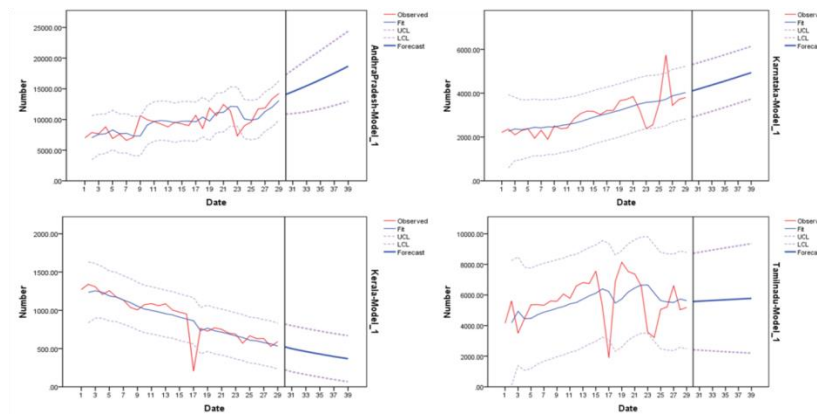 25000.00
20000.00
15000.00
10000.00
5000.00
.00
Number
1 3 5 7 9 11 13 15 17 19 21 23 25 27 29 31 33 35 37 39
Date
AndhraPradesh-Model_1
Observed
Fit
UCL
LCL
Forecast
6000.00
4000.00
2000.00
.00
Number
1 3 5 7 9 11 13 15 17 19 21 23 25 27 29 31 33 35 37 39
Date
Karnataka-Model_1
Observed
Fit
UCL
LCL
Forecast
2000.00
1500.00
1000.00
500.00
.00
Number
1 3 5 7 9 11 13 15 17 19 21 23 25 27 29 31 33 35 37 39
Date
Kerala-Model_1
Observed
Fit
UCL
LCL
Forecast
10000.00
8000.00
6000.00
4000.00
2000.00
.00
Number
1 3 5 7 9 11 13 15 17 19 21 23 25 27 29 31 33 35 37 39
Date
Tamilnadu-Model_1
Observed
Fit
UCL
LCL
Forecast